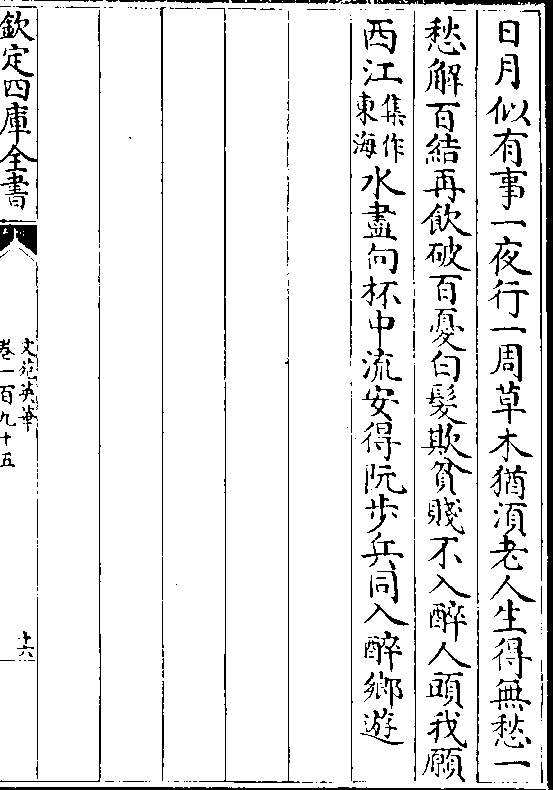 日月似有事一夜行一周草木猶湏老人生得無愁一
愁解百結再飲破百憂白髮欺貧賤不入醉人頭我願
西江集作東海水盡向杯中流安得阮步兵同入醉鄉遊
欽定四庫全書
文苑英華
卷一百九十五
十六